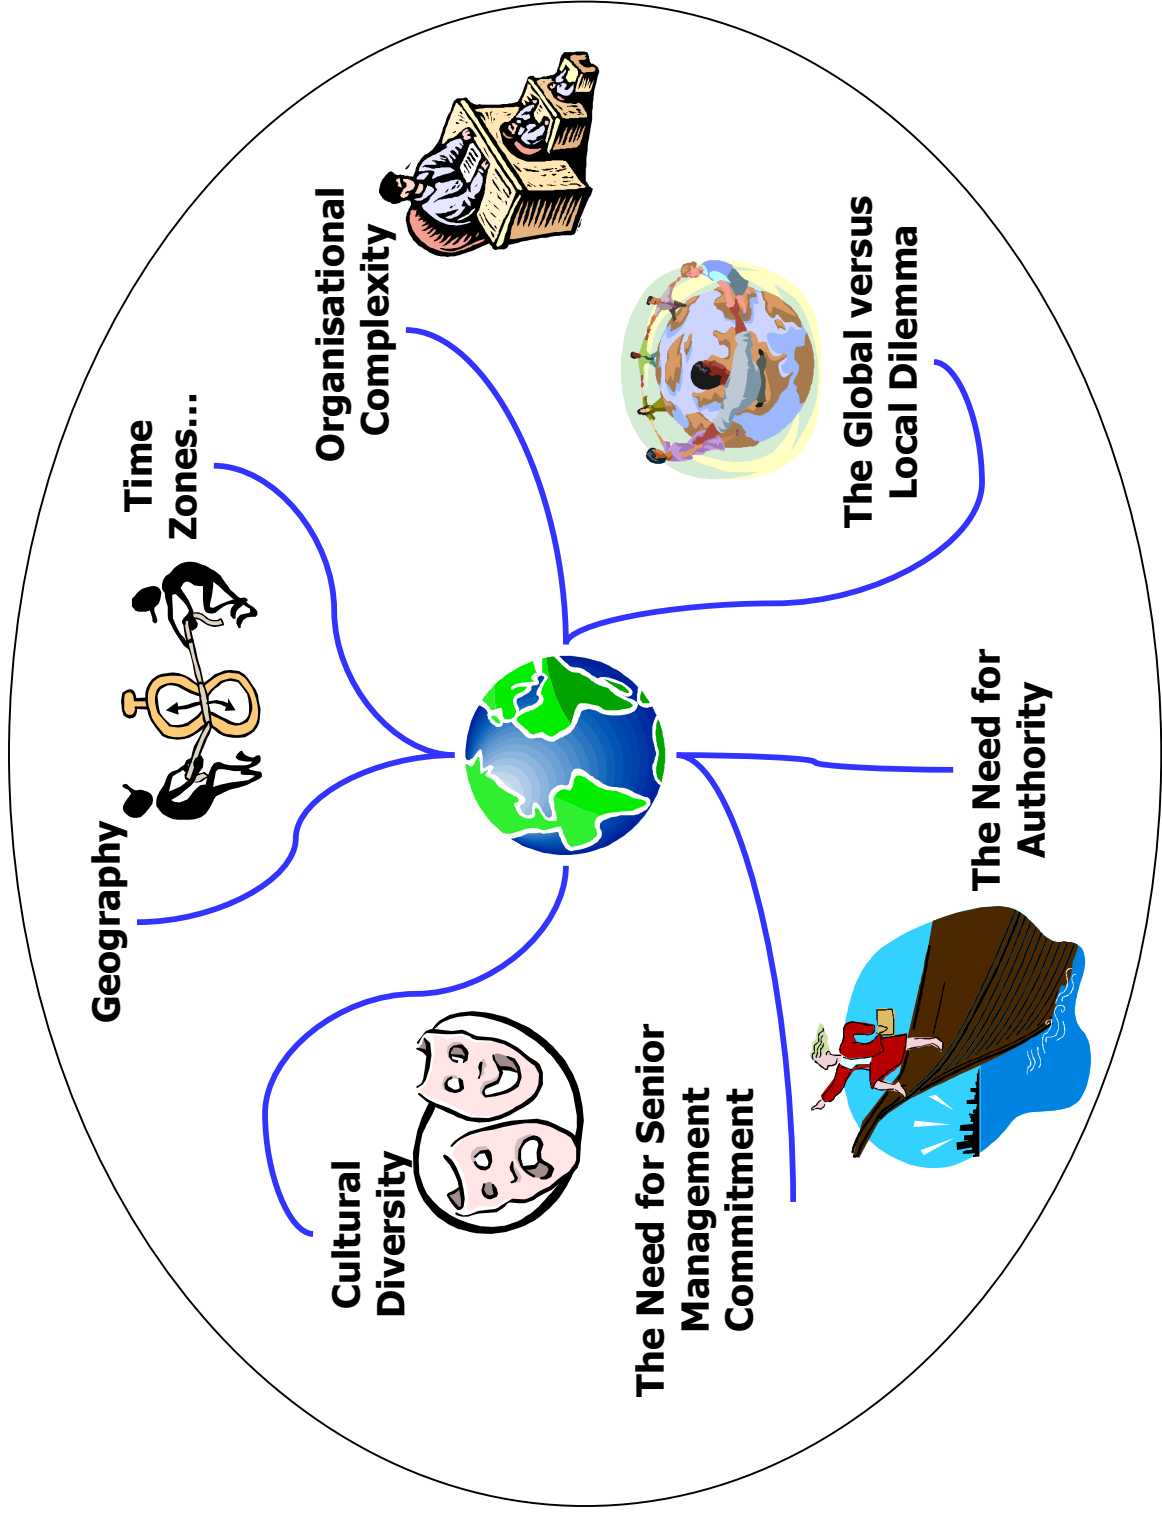 Geography
Time
Zones...
Cultural
Diversity
Organisational
Complexity
The Need for Senior
Management
Commitment
The Global versus
Local Dilemma
The Need for
Authority